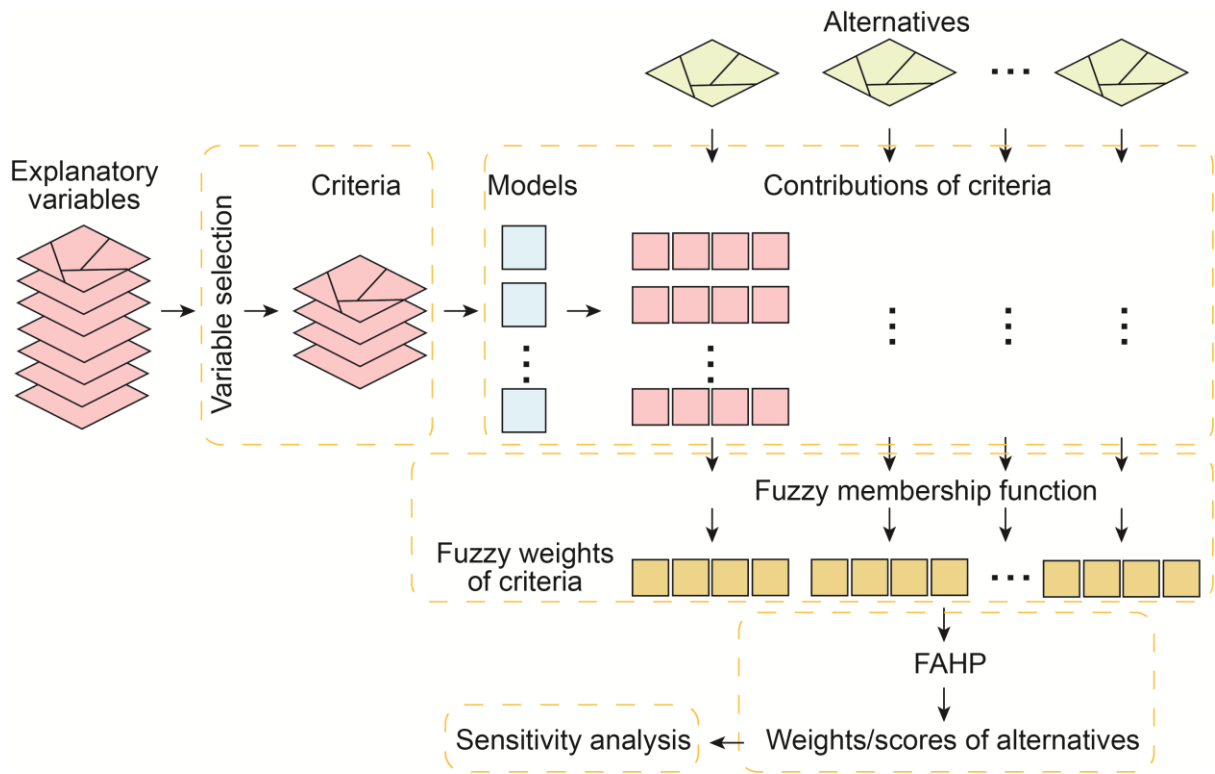 Alternatives
Explanatory
variables
Variable selection
Criteria
Models
Contributions of criteria
Fuzzy membership function
Fuzzy weights
of criteria
FAHP
Sensitivity analysis
Weights/scores of alternatives